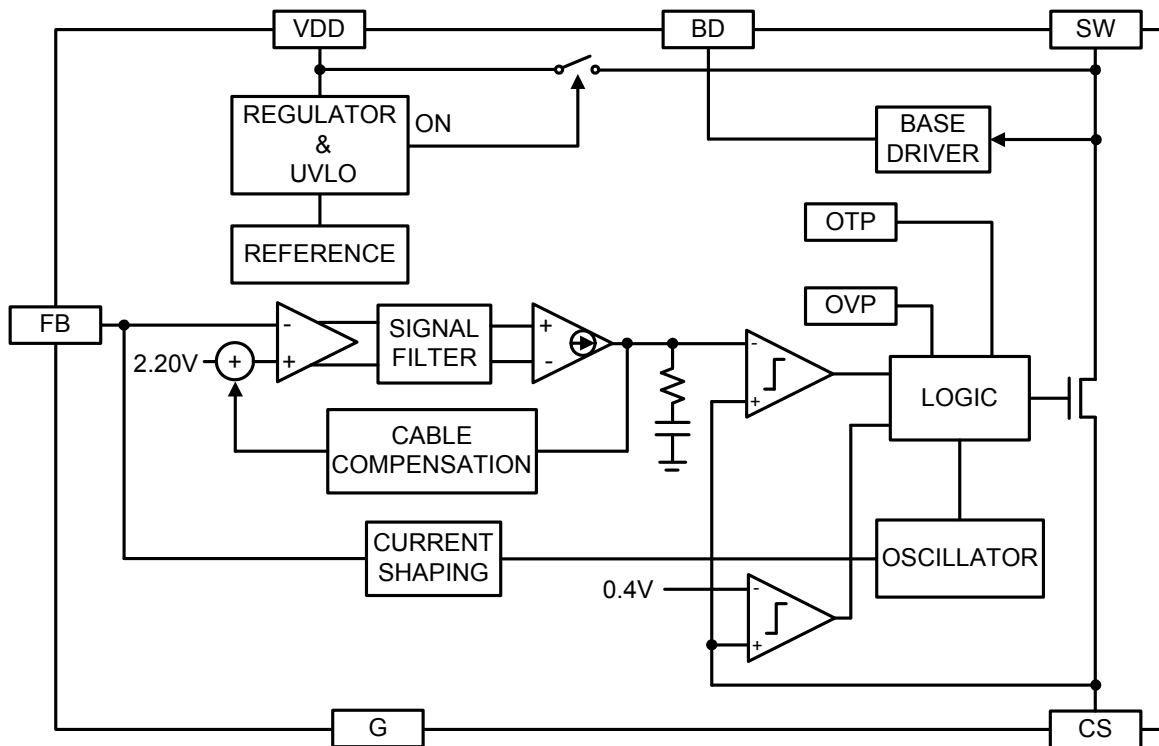 VDD
BD
SW
REGULATOR
&
UVLO
ON
BASE
DRIVER
REFERENCE
OTP
OVP
FB
-
+
2.20V
+
SIGNAL
FILTER
+
-
-
+
LOGIC
CABLE
COMPENSATION
CURRENT
SHAPING
OSCILLATOR
0.4V
-
+
G
CS